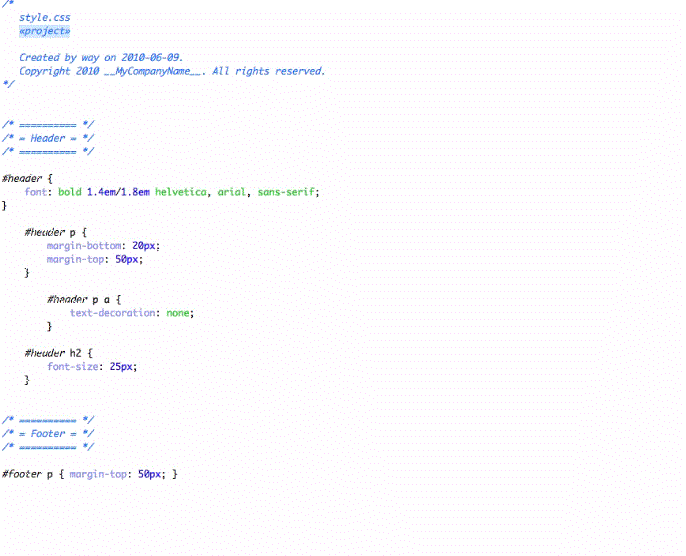 /*
style.css
«project»
Created by way on 2010-06-09.
Copyright 2010 __MyCompanyName__. All rights reserved.
*/
/* ========== */
/* = Header = */
/* ========== */
#header {
font: bold 1.4em/1.8em helvetica, arial, sans-serif;
}
#header p {
margin-bottom: 20px;
margin-top: 50px;
}
#header p a {
text-decoration: none;
}
#header h2 {
font-size: 25px;
}
/* ========== */
/* = Footer = */
/* ========== */
#footer p { margin-top: 50px; }